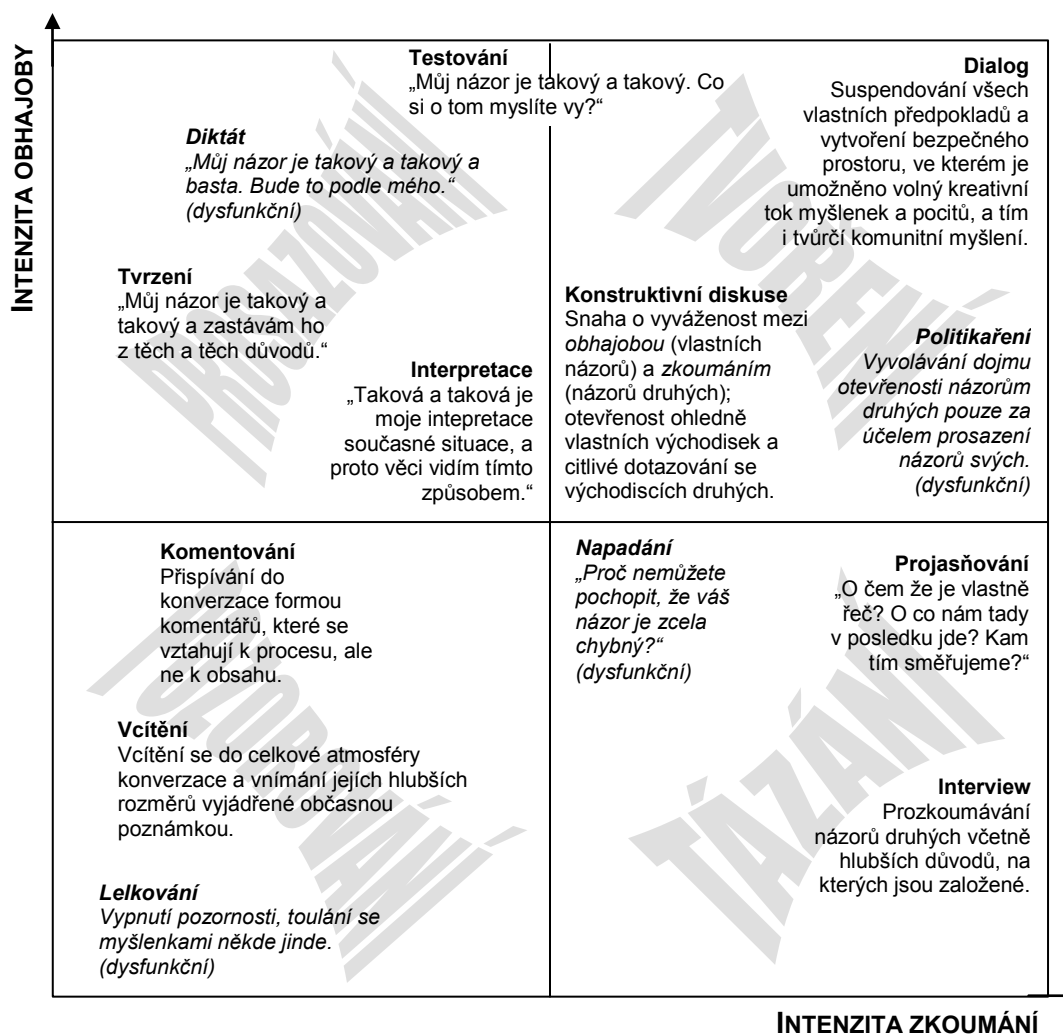 INTENZITA OBHAJOBY
PROSAZOVÁNÍ
Testování
„Můj názor je takový a takový. Co
si o tom myslíte vy?“
Diktát
„Můj názor je takový a takový a
basta. Bude to podle mého.“
(dysfunkční)
Tvrzení
„Můj názor je takový a
takový a zastávám ho
z těch a těch důvodů.“
Interpretace
„Taková a taková je
moje intepretace
současné situace, a
proto věci vidím tímto
způsobem.“
TVOŘENÍ
Dialog
Suspendování všech
vlastních předpokladů a
vytvoření bezpečného
prostoru, ve kterém je
umožněno volný kreativní
tok myšlenek a pocitů, a tím
i tvůrčí komunitní myšlení.
Konstruktivní diskuse
Snaha o vyváženost mezi
obhajobou (vlastních
názorů) a zkoumáním
(názorů druhých);
otevřenost ohledně
vlastních východisek a
citlivé dotazování se
východiscích druhých.
Politikaření
Vyvolávání dojmu
otevřenosti názorům
druhých pouze za
účelem prosazení
názorů svých.
(dysfunkční)
POZOROVÁNÍ
Komentování
Přispívání do
konverzace formou
komentářů, které se
vztahují k procesu, ale
ne k obsahu.
Vcítění
Vcítění se do celkové atmosféry
konverzace a vnímání jejích hlubších
rozměrů vyjádřené občasnou
poznámkou.
Lelkování
Vypnutí pozornosti, toulání se
myšlenkami někde jinde.
(dysfunkční)
TÁZÁNÍ
Napadání
„Proč nemůžete
pochopit, že váš
názor je zcela
chybný?“
(dysfunkční)
Projasňování
„O čem že je vlastně
řeč? O co nám tady
v posledku jde? Kam
tím směřujeme?“
Interview
Prozkoumávání
názorů druhých včetně
hlubších důvodů, na
kterých jsou založené.
INTENZITA ZKOUMÁNÍ